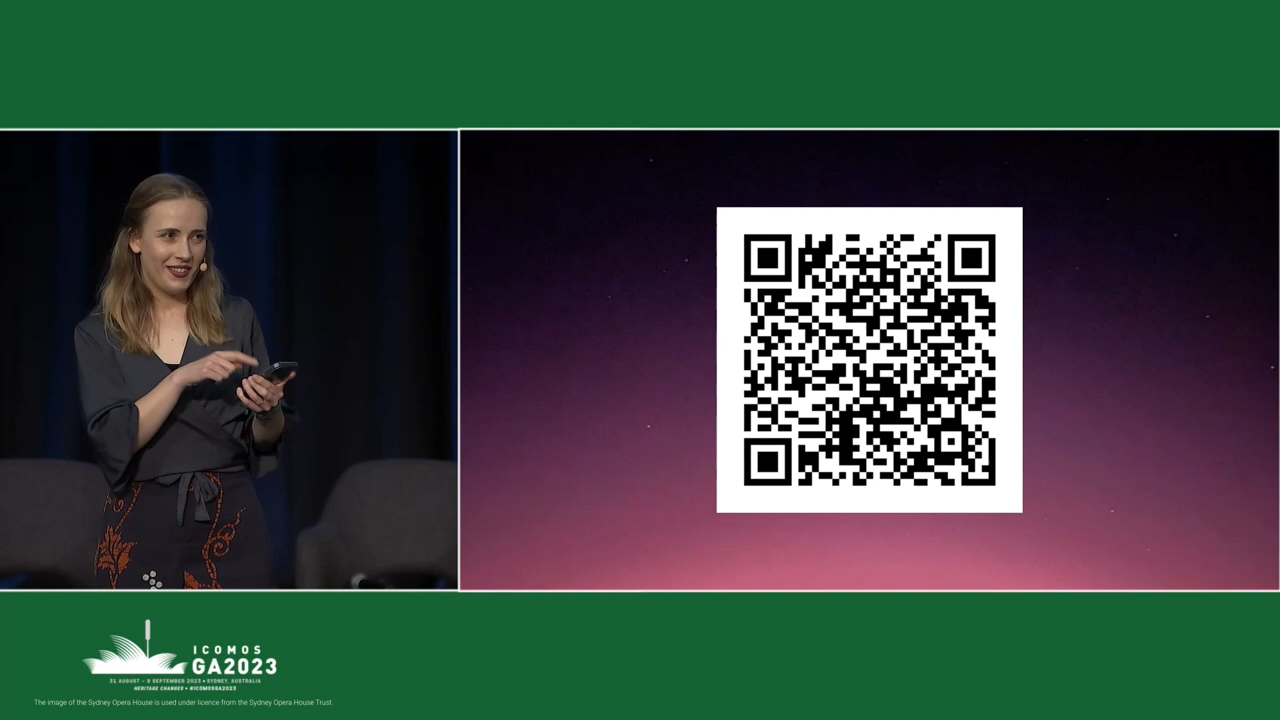 ICOMOS
GA2023
31 AUGUST – 9 SEPTEMBER 2023 • SYDNEY, AUSTRALIA
HERITAGE CHANGES • #ICOMOSGA2023
The image of the Sydney Opera House is used under licence from the Sydney Opera House Trust.